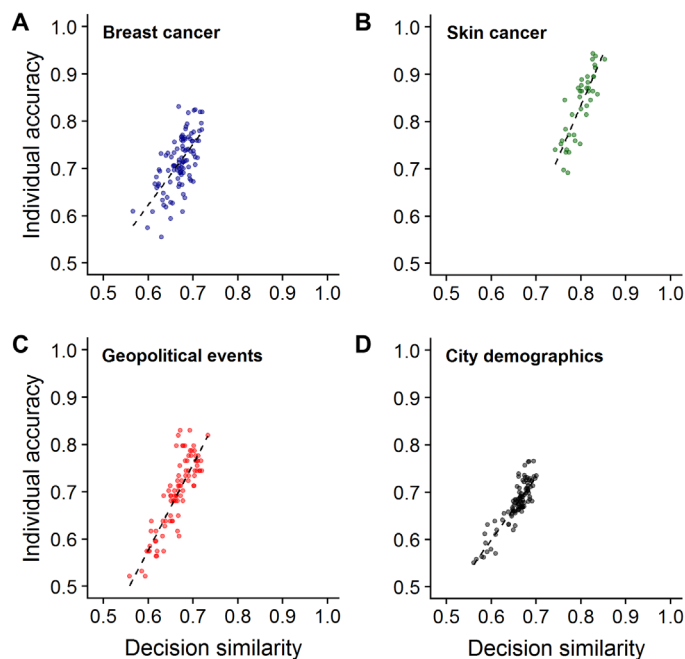 A
Breast cancer
B
Skin cancer
Individual accuracy
1.0
0.9
0.8
0.7
0.6
0.5
0.5 0.6 0.7 0.8 0.9 1.0
1.0
0.9
0.8
0.7
0.6
0.5
0.5 0.6 0.7 0.8 0.9 1.0
C
Geopolitical events
D
City demographics
Individual accuracy
1.0
0.9
0.8
0.7
0.6
0.5
0.5 0.6 0.7 0.8 0.9 1.0
Decision similarity
1.0
0.9
0.8
0.7
0.6
0.5
0.5 0.6 0.7 0.8 0.9 1.0
Decision similarity